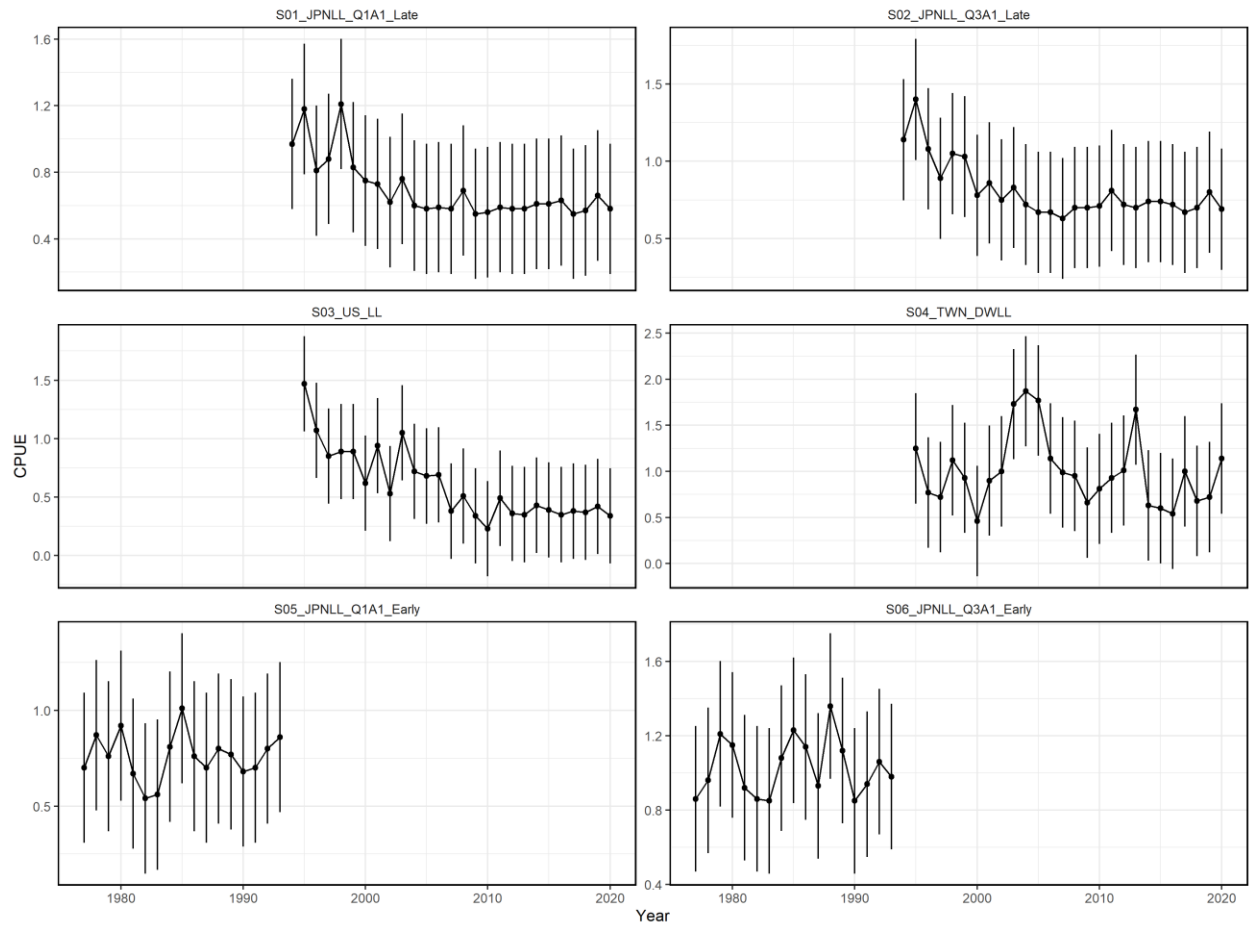 S01_JPNLL_Q1A1_Late
S02_JPNLL_Q3A1_Late
1.6
1.2
0.8
0.4
1.5
1.0
0.5
S03_US_LL
S04_TWN_DWLL
1.5
1.0
0.5
0.0
2.5
2.0
1.5
1.0
0.5
0.0
CPUE
S05_JPNLL_Q1A1_Early
S06_JPNLL_Q3A1_Early
1.0
0.5
1.6
1.2
0.8
0.4
1980 1990 2000 2010 2020
1980 1990 2000 2010 2020
Year